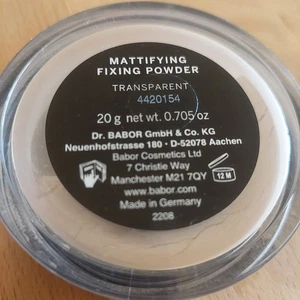 MATTIFYING
FIXING POWDER
TRANSPARENT
4420154
20 g net wt. 0.705 oz
Dr. BABOR GmbH & Co. KG
Neuenhofstrasse 180 • D-52078 Aachen
Babor Cosmetics Ltd
7 Christie Way
Manchester M21 7QY
www.babor.com
12 M
Made in Germany
2208